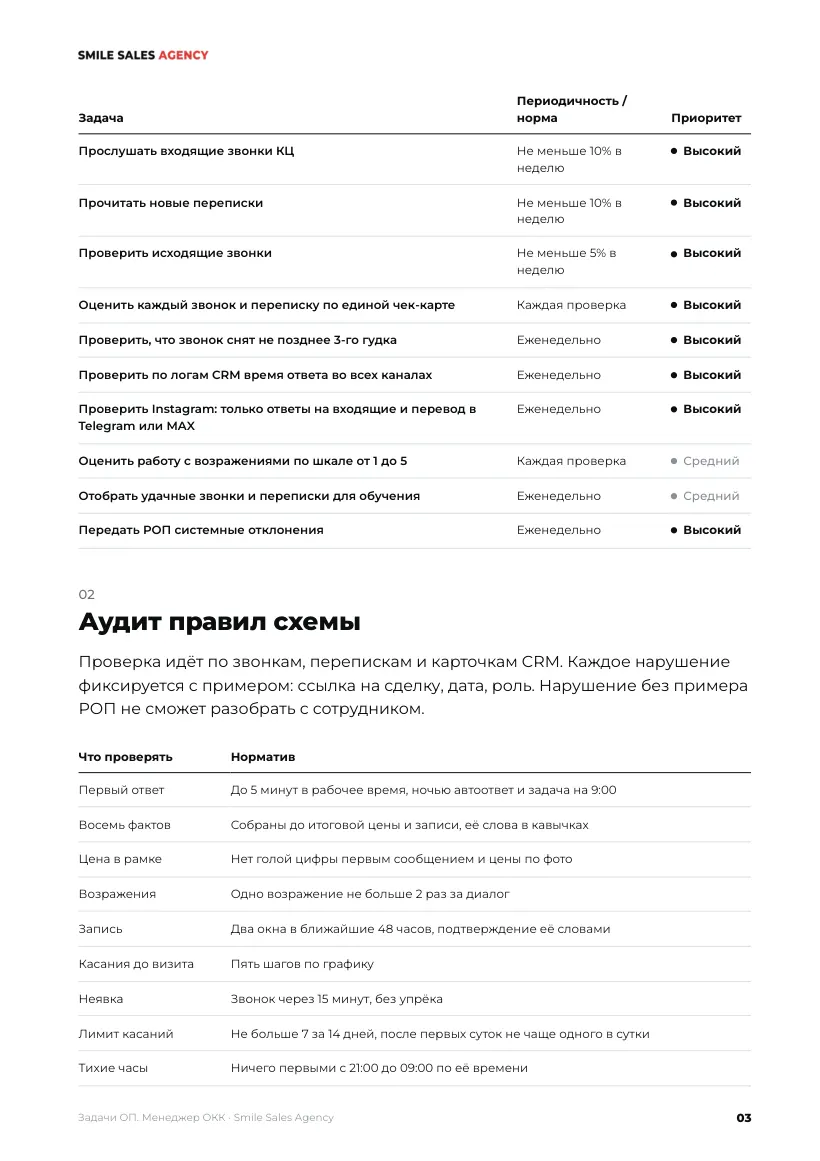 SMILE SALES AGENCY
Периодичность /
Задача норма Приоритет
Прослушать входящие звонки КЦ Не меньше 10% в ● Высокий
неделю
Прочитать новые переписки Не меньше 10% в ● Высокий
неделю
Проверить исходящие звонки Не меньше 5% в ● Высокий
неделю
Оценить каждый звонок и переписку по единой чек-карте Каждая проверка ● Высокий
Проверить, что звонок снят не позднее 3-го гудка Еженедельно ● Высокий
Проверить по логам CRM время ответа во всех каналах Еженедельно ● Высокий
Проверить Instagram: только ответы на входящие и перевод в Еженедельно ● Высокий
Telegram или MAX
Оценить работу с возражениями по шкале от 1 до 5 Каждая проверка ● Средний
Отобрать удачные звонки и переписки для обучения Еженедельно ● Средний
Передать РОП системные отклонения Еженедельно ● Высокий
02
Аудит правил схемы
Проверка идёт по звонкам, перепискам и карточкам CRM. Каждое нарушение
фиксируется с примером: ссылка на сделку, дата, роль. Нарушение без примера
РОП не сможет разобрать с сотрудником.
Что проверять Норматив
Первый ответ До 5 минут в рабочее время, ночью автоответ и задача на 9:00
Восемь фактов Собраны до итоговой цены и записи, её слова в кавычках
Цена в рамке Нет голой цифры первым сообщением и цены по фото
Возражения Одно возражение не больше 2 раз за диалог
Запись Два окна в ближайшие 48 часов, подтверждение её словами
Касания до визита Пять шагов по графику
Неявка Звонок через 15 минут, без упрёка
Лимит касаний Не больше 7 за 14 дней, после первых суток не чаще одного в сутки
Тихие часы Ничего первыми с 21:00 до 09:00 по её времени
Задачи ОП. Менеджер ОКК · Smile Sales Agency 03